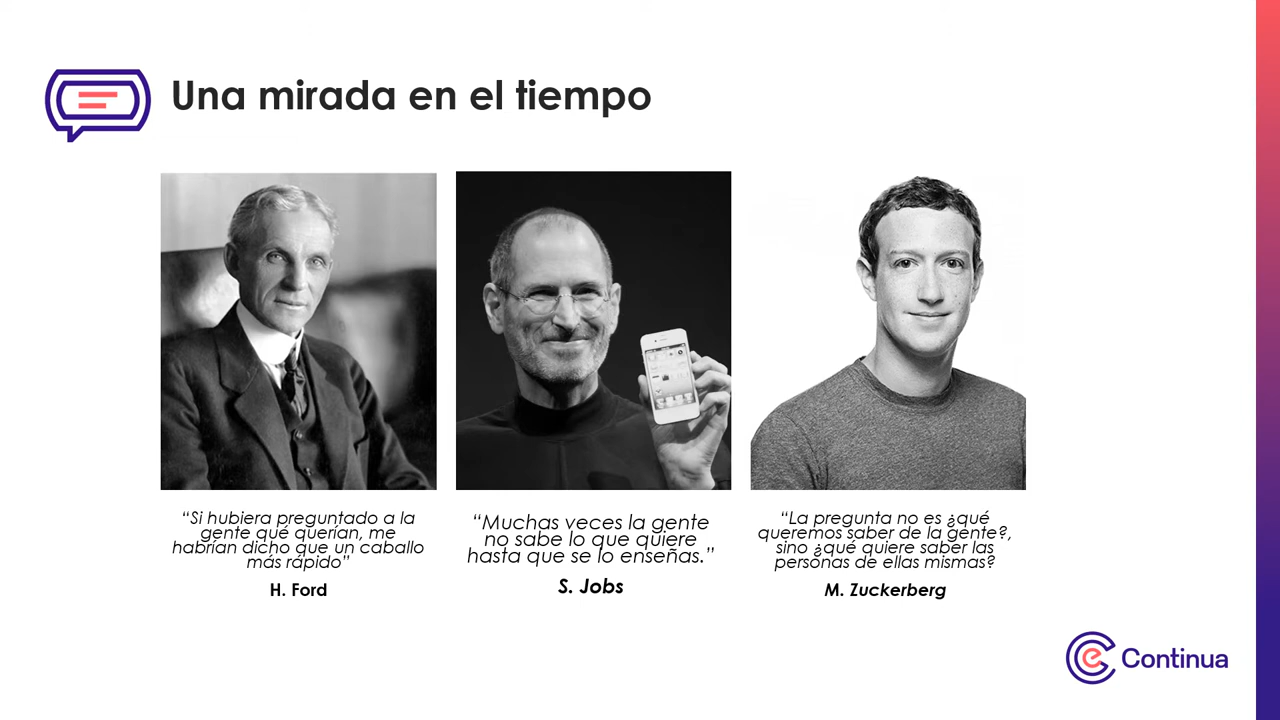 Una mirada en el tiempo
“Si hubiera preguntado a la
gente qué querían, me
habrían dicho que un caballo
más rápido”
H. Ford
“Muchas veces la gente
no sabe lo que quiere
hasta que se lo enseñas.”
S. Jobs
“La pregunta no es ¿qué
queremos saber de la gente?,
sino ¿qué quiere saber las
personas de ellas mismas?
M. Zuckerberg
Continua